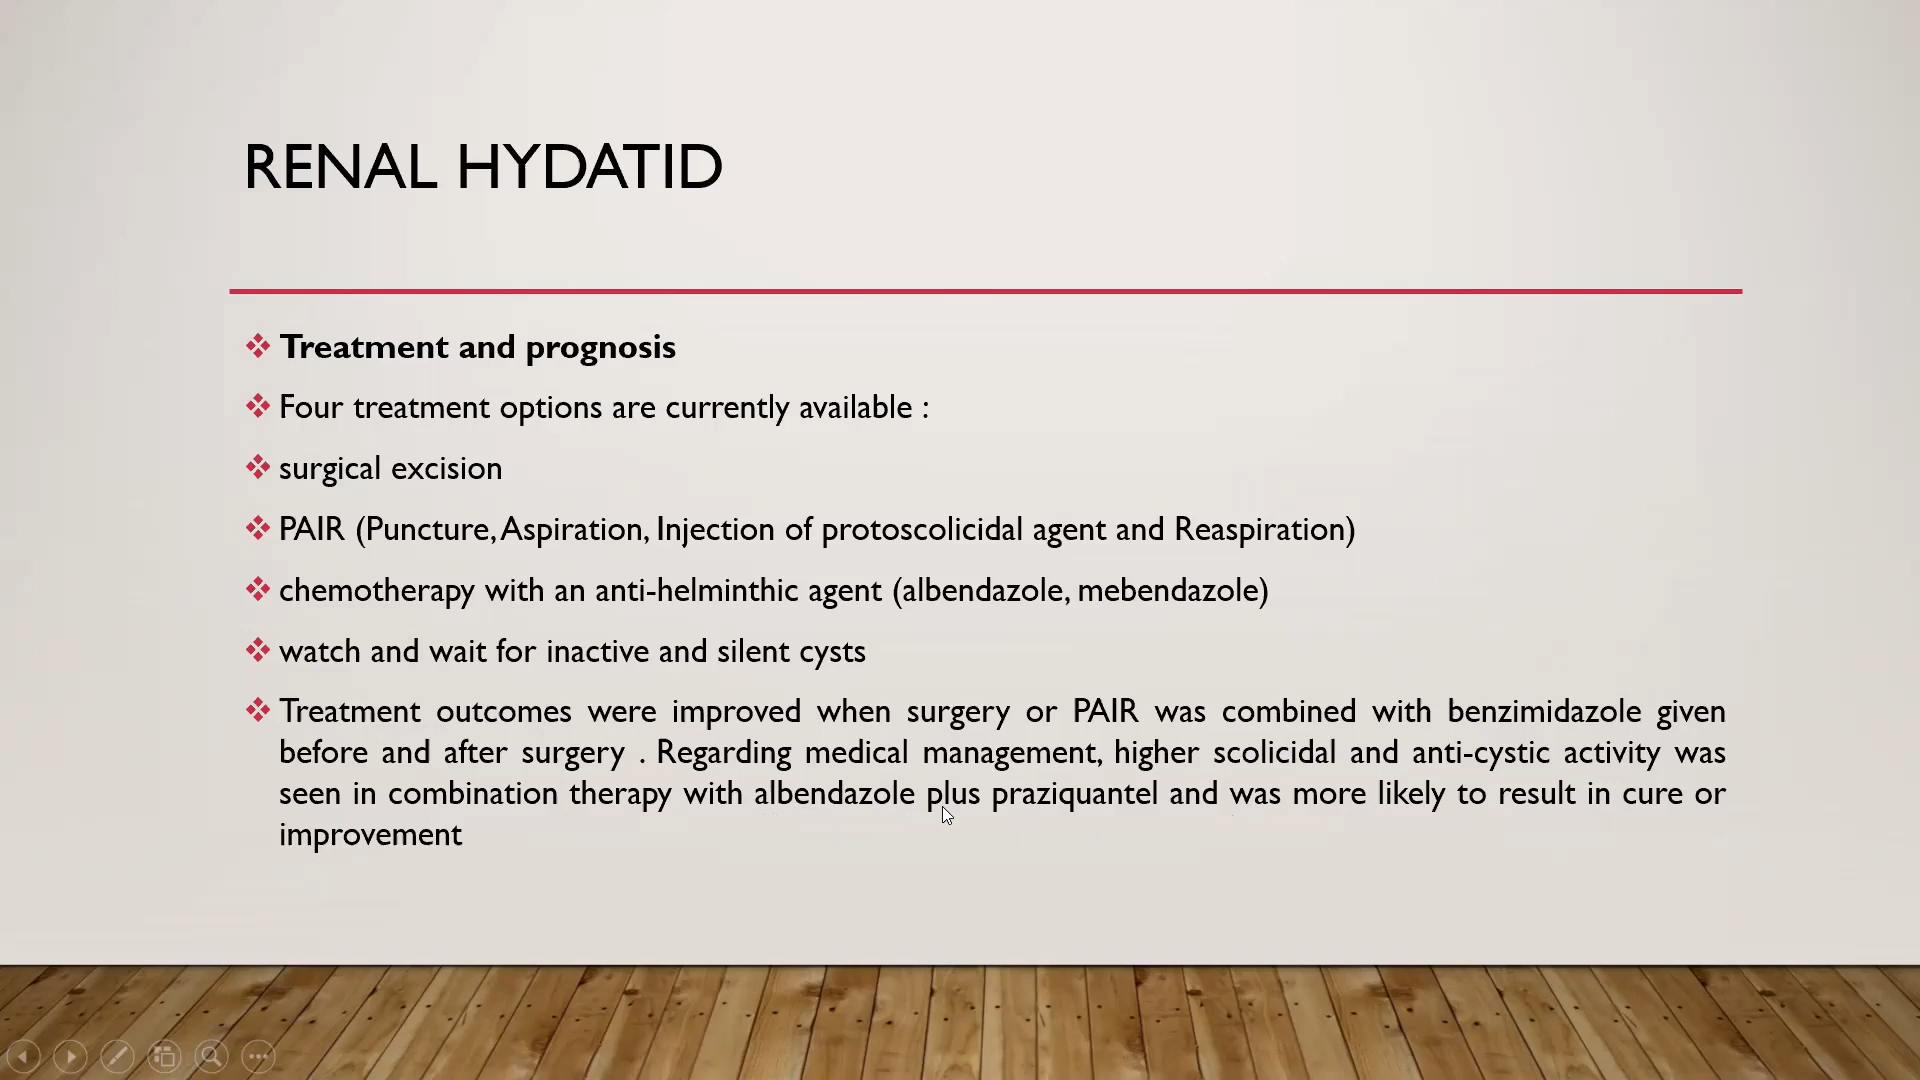 RENAL HYDATID
Treatment and prognosis
Four treatment options are currently available :
surgical excision
PAIR (Puncture, Aspiration, Injection of protoscolicidal agent and Reaspiration)
chemotherapy with an anti-helminthic agent (albendazole, mebendazole)
watch and wait for inactive and silent cysts
Treatment outcomes were improved when surgery or PAIR was combined with benzimidazole given
before and after surgery . Regarding medical management, higher scolicidal and anti-cystic activity was
seen in combination therapy with albendazole plus praziquantel and was more likely to result in cure or
improvement